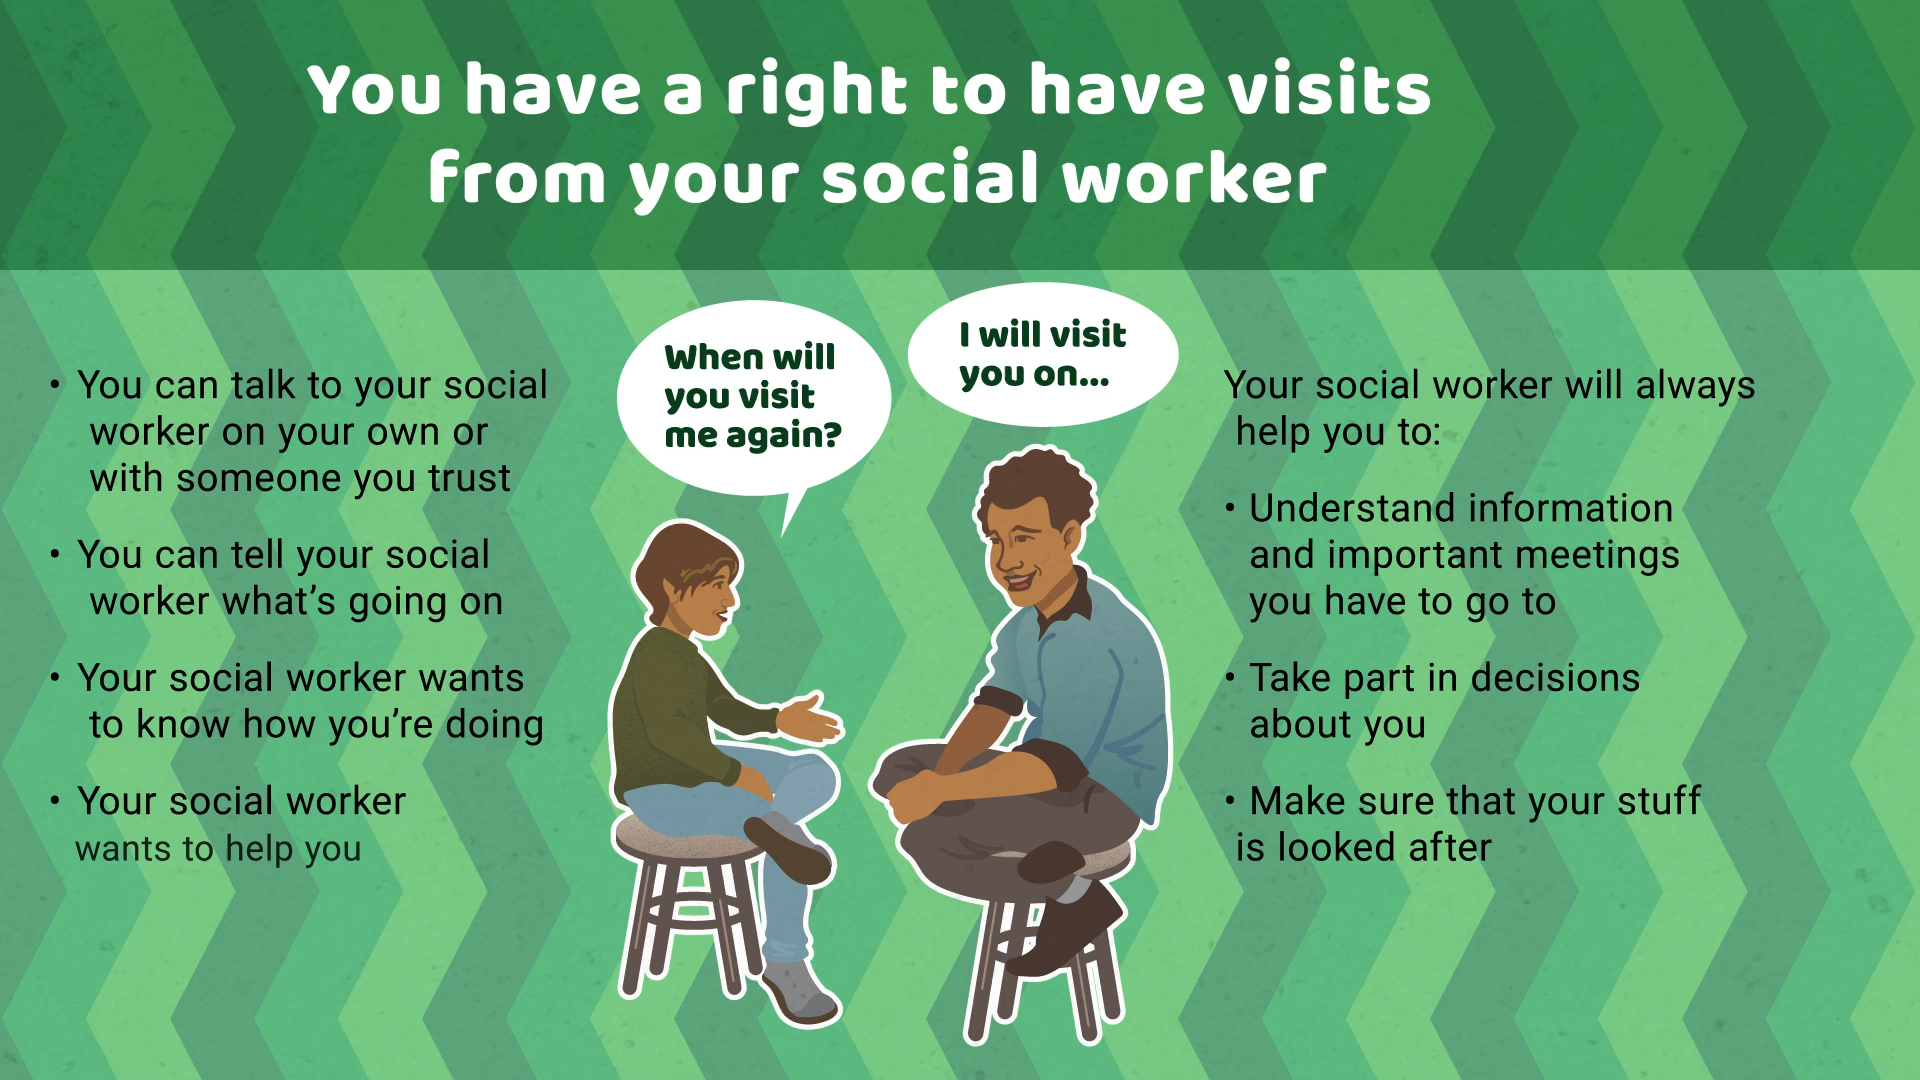 You have a right to have visits
from your social worker
• You can talk to your social
worker on your own or
with someone you trust
• You can tell your social
worker what’s going on
• Your social worker wants
to know how you’re doing
• Your social worker
wants to help you
When will
you visit
me again?
I will visit
you on...
Your social worker will always
help you to:
• Understand information
and important meetings
you have to go to
• Take part in decisions
about you
• Make sure that your stuff
is looked after